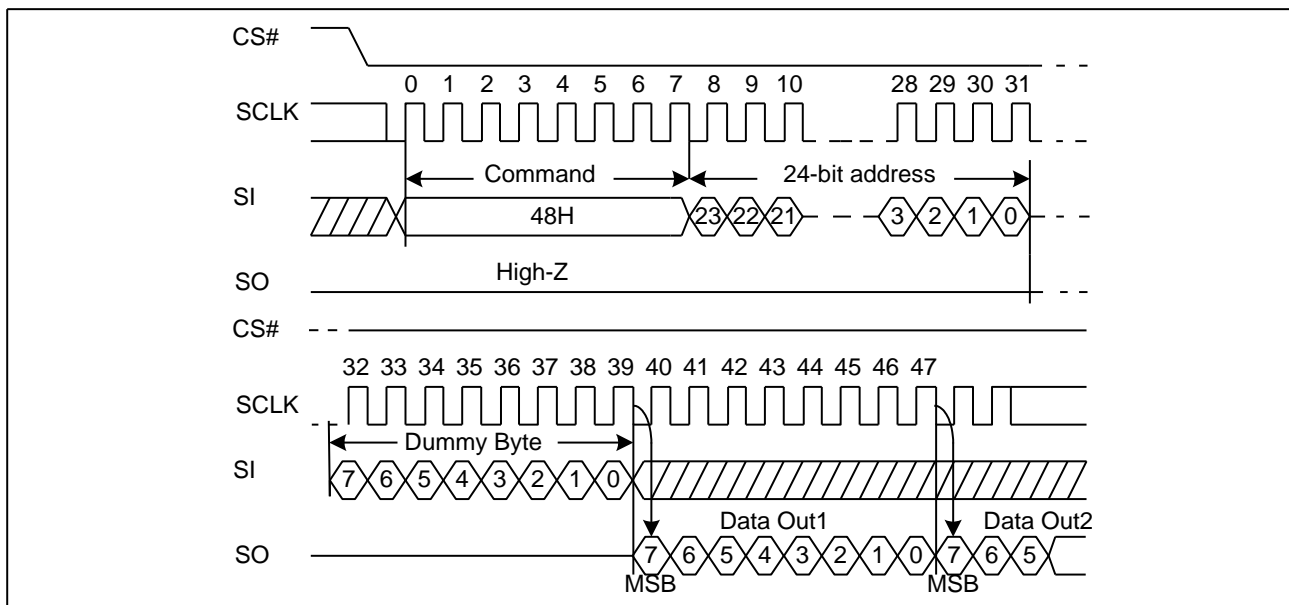 CS#
0 1 2 3 4 5 6 7 8 9 10 28 29 30 31
SCLK
Command 24-bit address
SI
48H 23 22 21 3 2 1 0
High-Z
SO
CS#
32 33 34 35 36 37 38 39 40 41 42 43 44 45 46 47
SCLK
Dummy Byte
SI
7 6 5 4 3 2 1 0
Data Out1 Data Out2
SO
7 6 5 4 3 2 1 0 7 6 5
MSB MSB